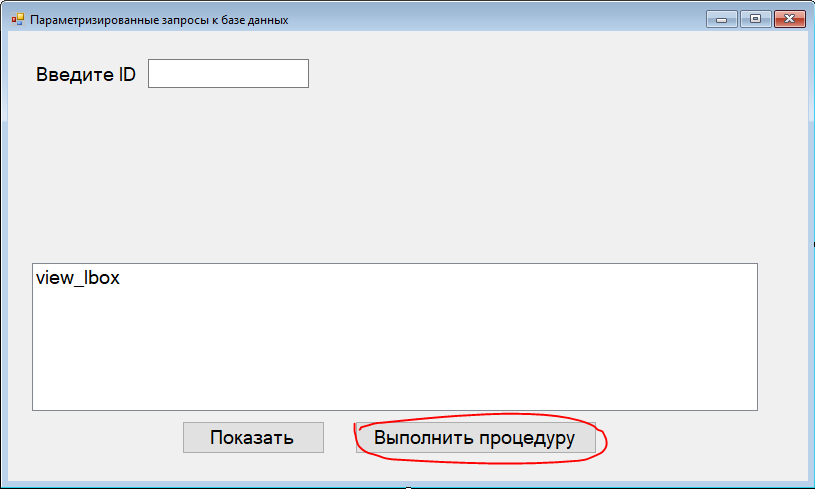 Параметризированные запросы к базе данных
Введите ID
view_lbox
Показать
Выполнить процедуру